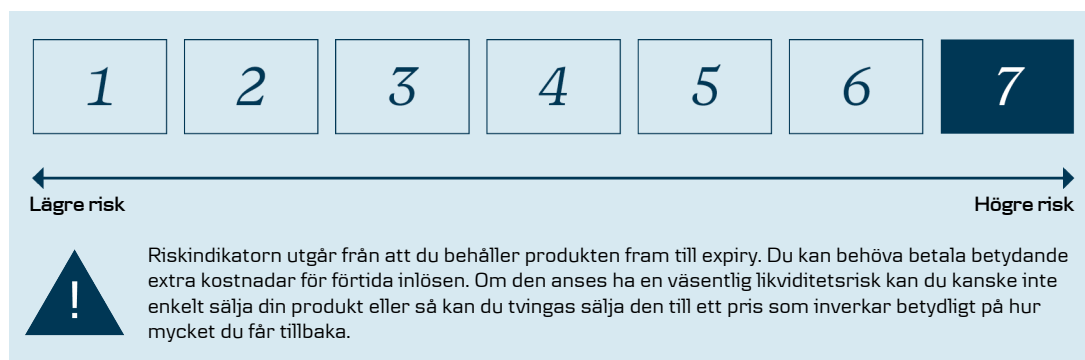 1 2 3 4 5 6 7
Lägre risk Högre risk
Riskindikatorn utgår från att du behåller produkten fram till expiry. Du kan behöva betala betydande
extra kostnadar för förtida inlösen. Om den anses ha en väsentlig likviditetsrisk kan du kanske inte
enkelt sälja din produkt eller så kan du tvingas sälja den till ett pris som inverkar betydligt på hur
mycket du får tillbaka.
!